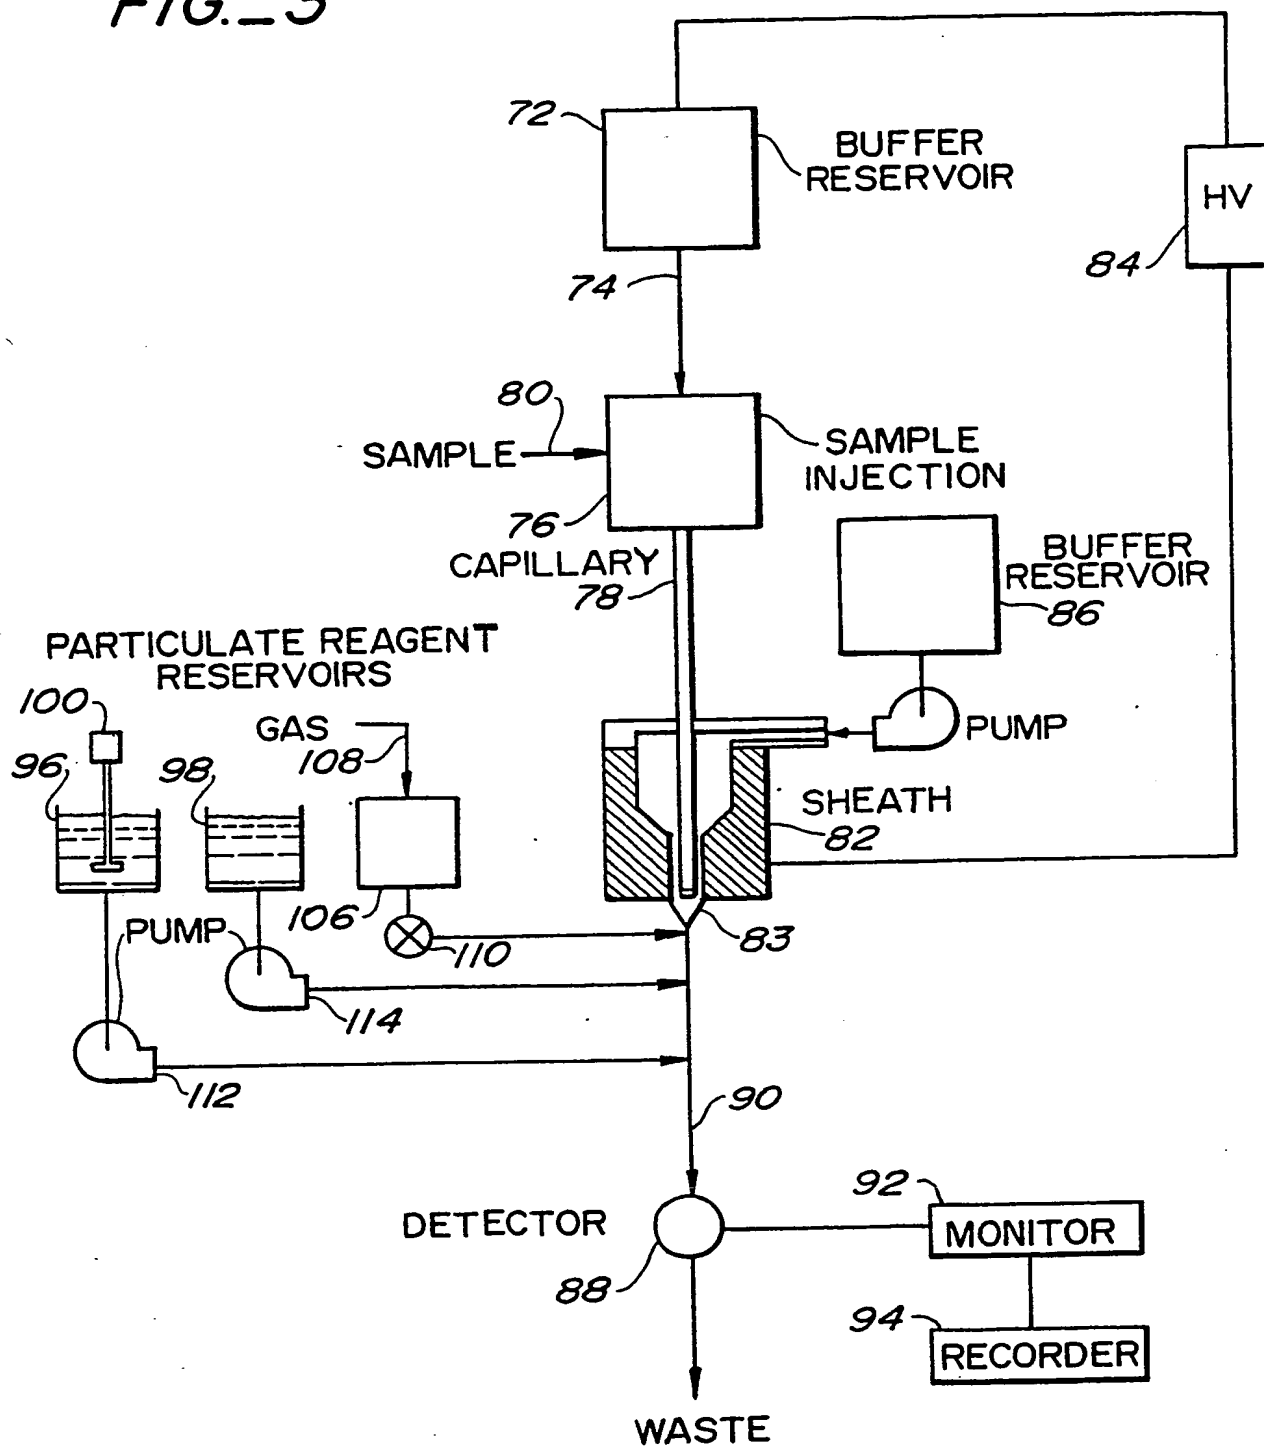 FIG._3
72
BUFFER
RESERVOIR
HV
84
74
80
SAMPLE
SAMPLE
INJECTION
76
CAPILLARY
78
BUFFER
RESERVOIR
86
PARTICULATE REAGENT
RESERVOIRS
100
GAS
PUMP
96
98
108
SHEATH
82
106
PUMP
110
83
114
112
90
92
DETECTOR
MONITOR
88
94
RECORDER
WASTE